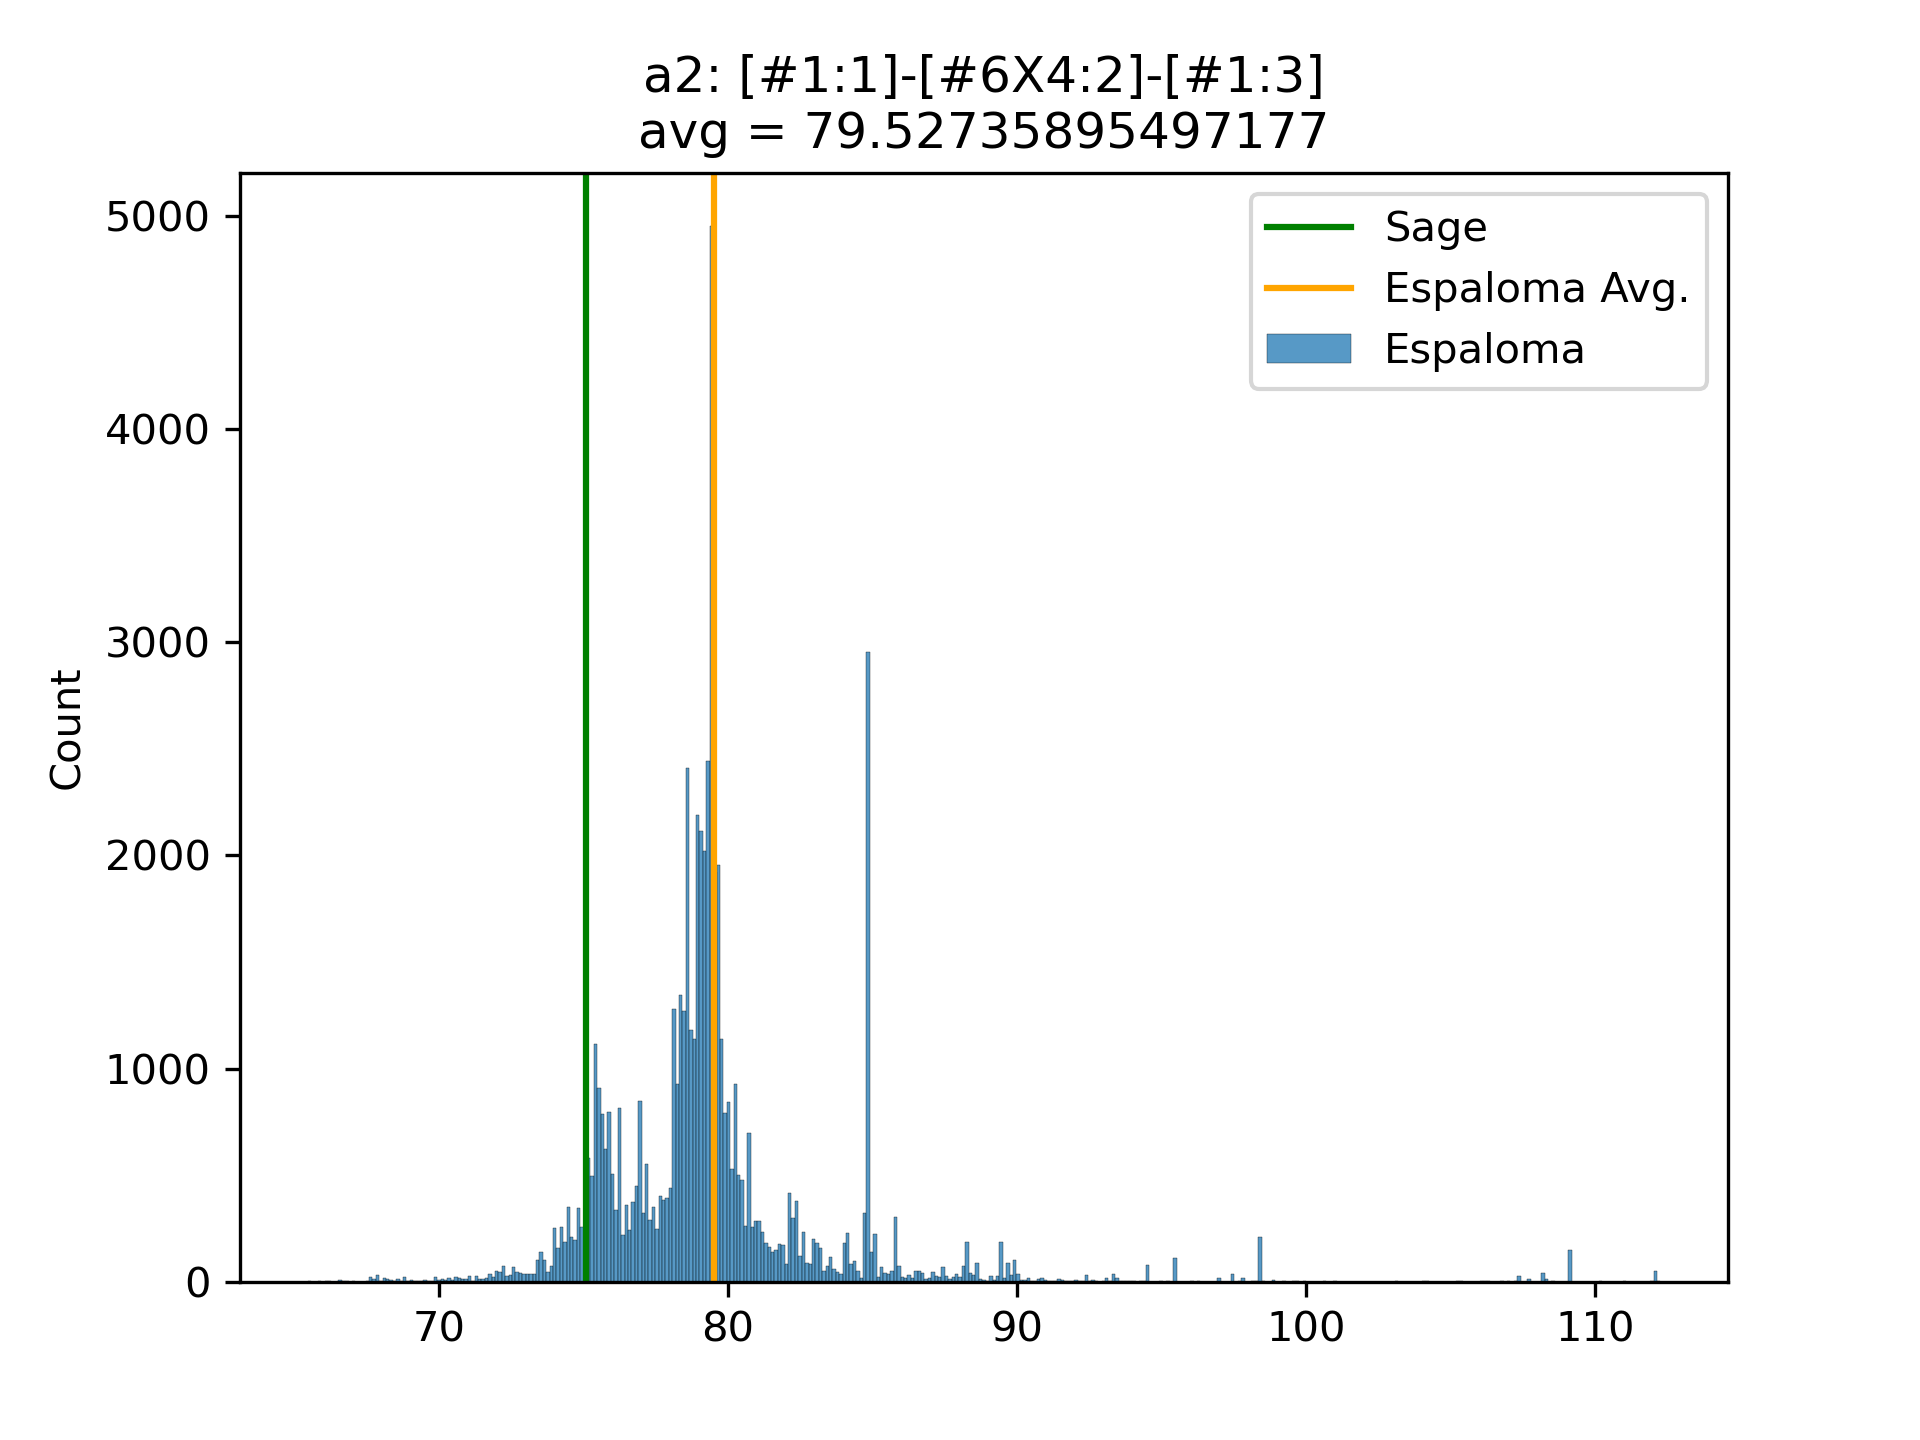 a2: [#1:1]-[#6X4:2]-[#1:3]
avg = 79.52735895497177
Sage
Espaloma Avg.
Espaloma
Count
5000
4000
3000
2000
1000
0
70 80 90 100 110